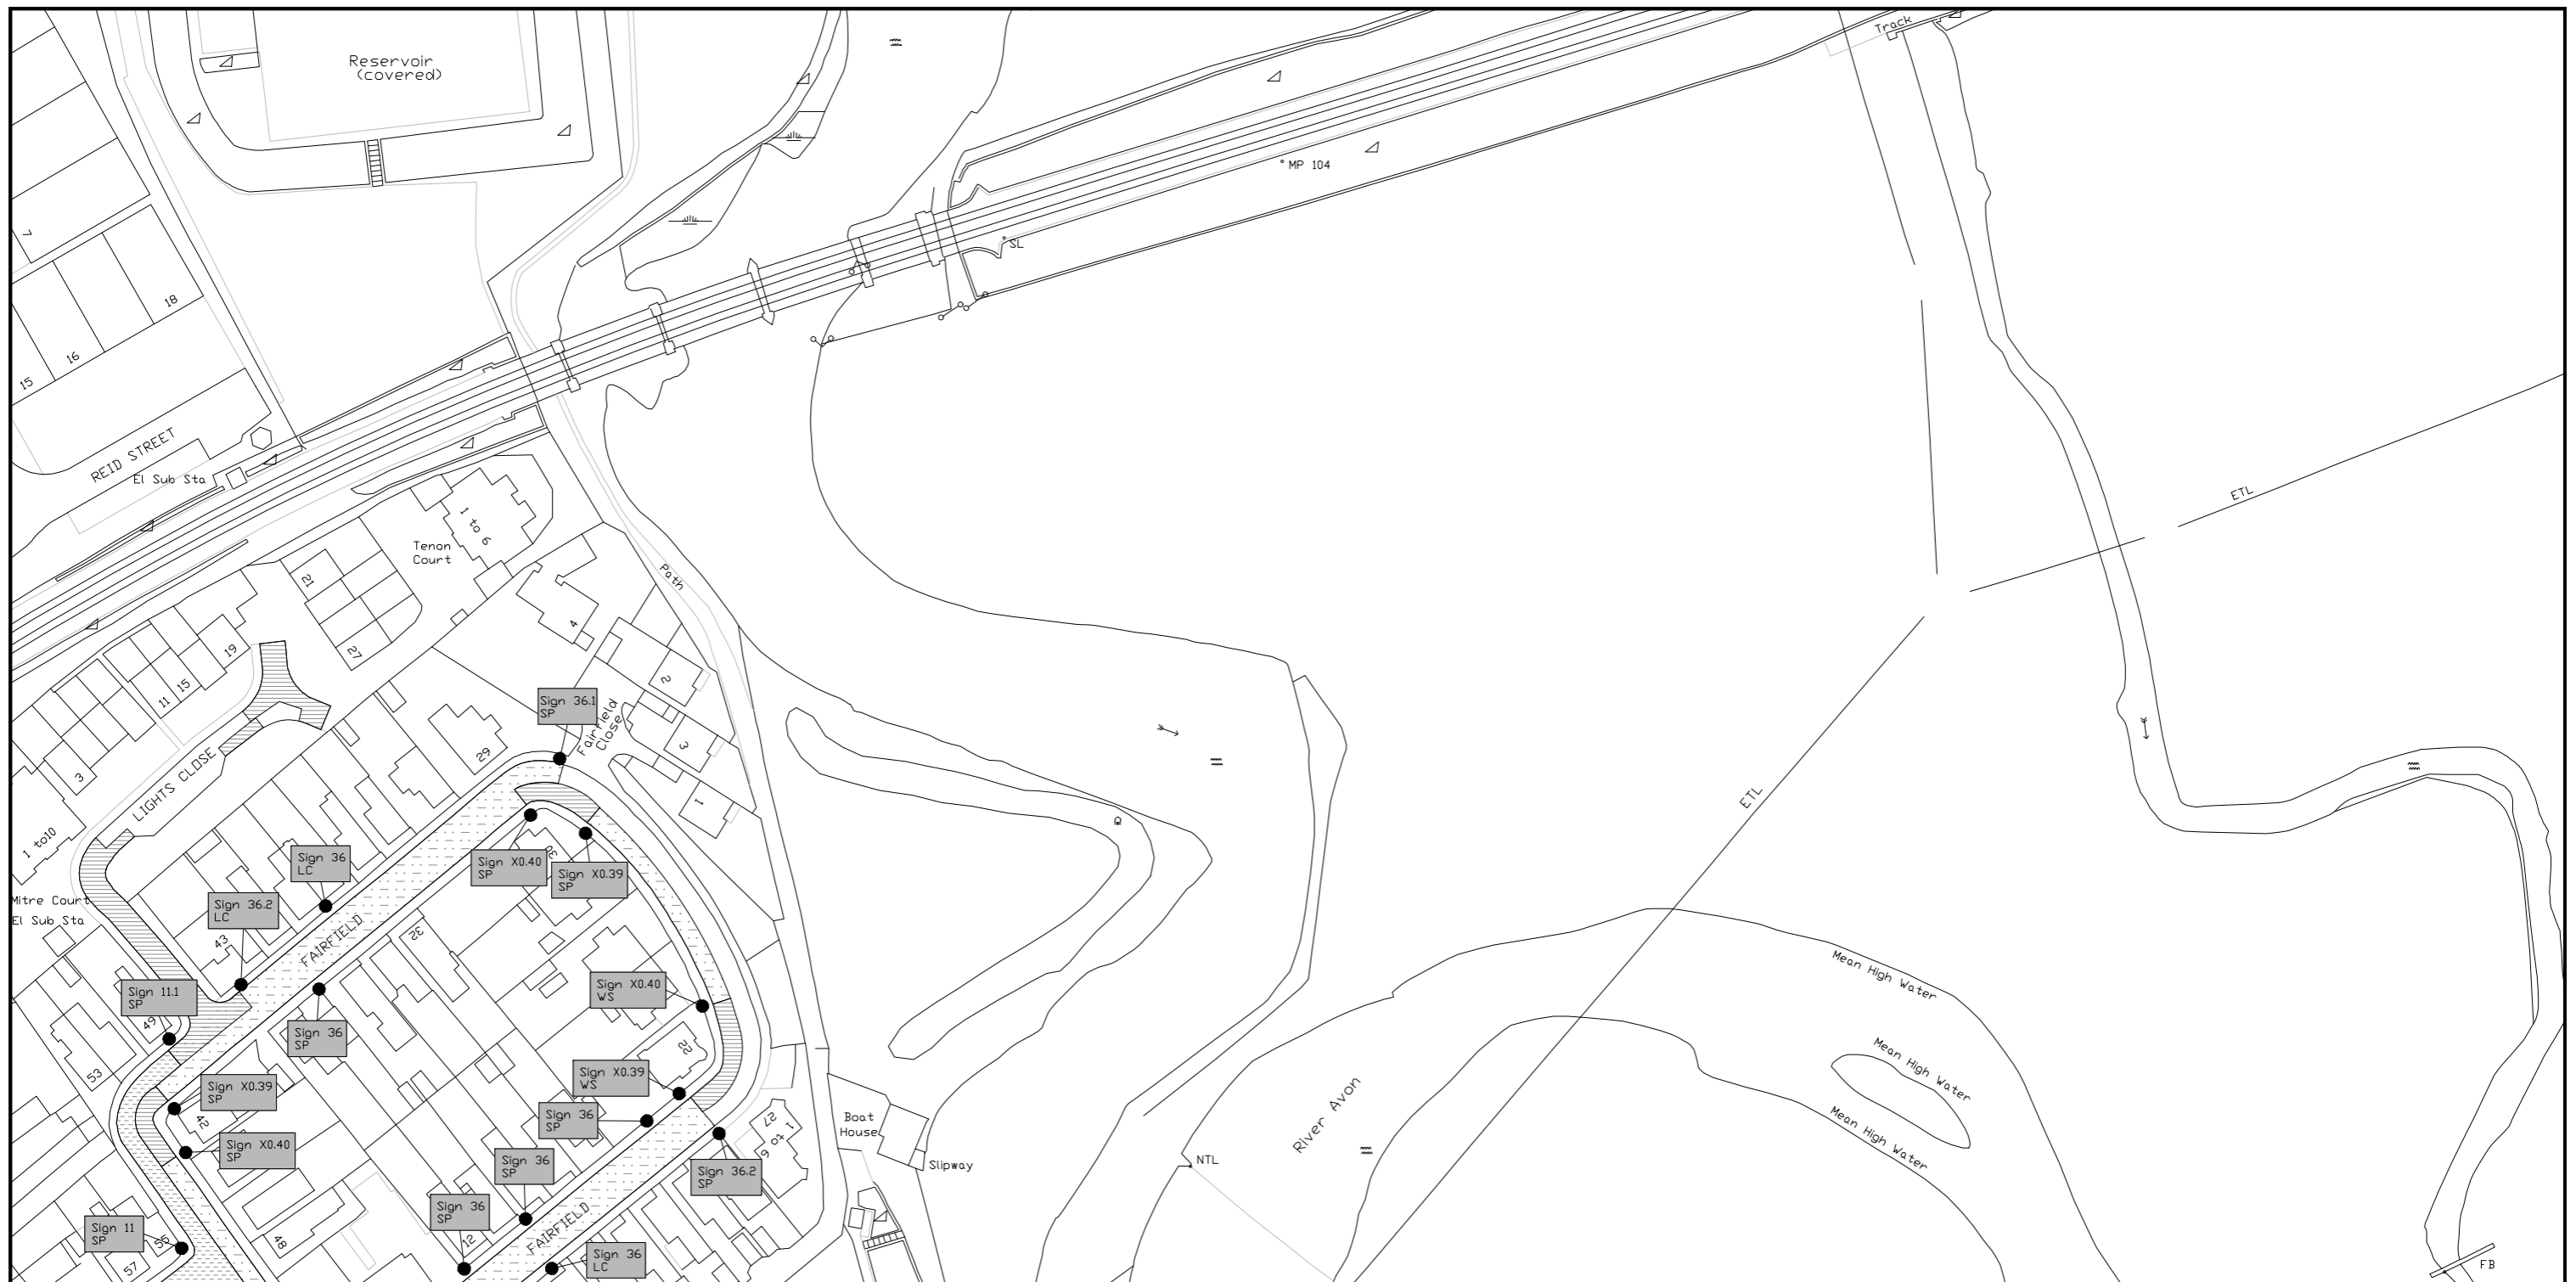 Track
Reservoir
(covered)
MP 104
7
SL
18
16
15
REID STREET
El Sub Sta
ETL
1 to 6
Tenon
Court
Path
21
4
27
19
15
11
2
Sign 36.1
SP
Fairfield
Close
3
29
3
LIGHTS CLOSE
ETL
1
1 to10
Sign 36
LC
Sign X0.40
SP
30
Sign X0.39
SP
Mitre Court
El Sub Sta
Sign 36.2
LC
43
FAIRFIELD
32
Mean High Water
Sign 11.1
SP
Sign X0.40
WS
49
Sign 36
SP
22
53
Mean High Water
Sign X0.39
SP
Sign X0.39
WS
River Avon
42
Sign 36
SP
27
1 to 6
Boat
House
Mean High Water
Sign X0.40
SP
Sign 36
SP
Sign 36.2
SP
Slipway
NTL
Sign 11
SP
55
Sign 36
SP
12
FAIRFIELD
48
57
Sign 36
LC
FB